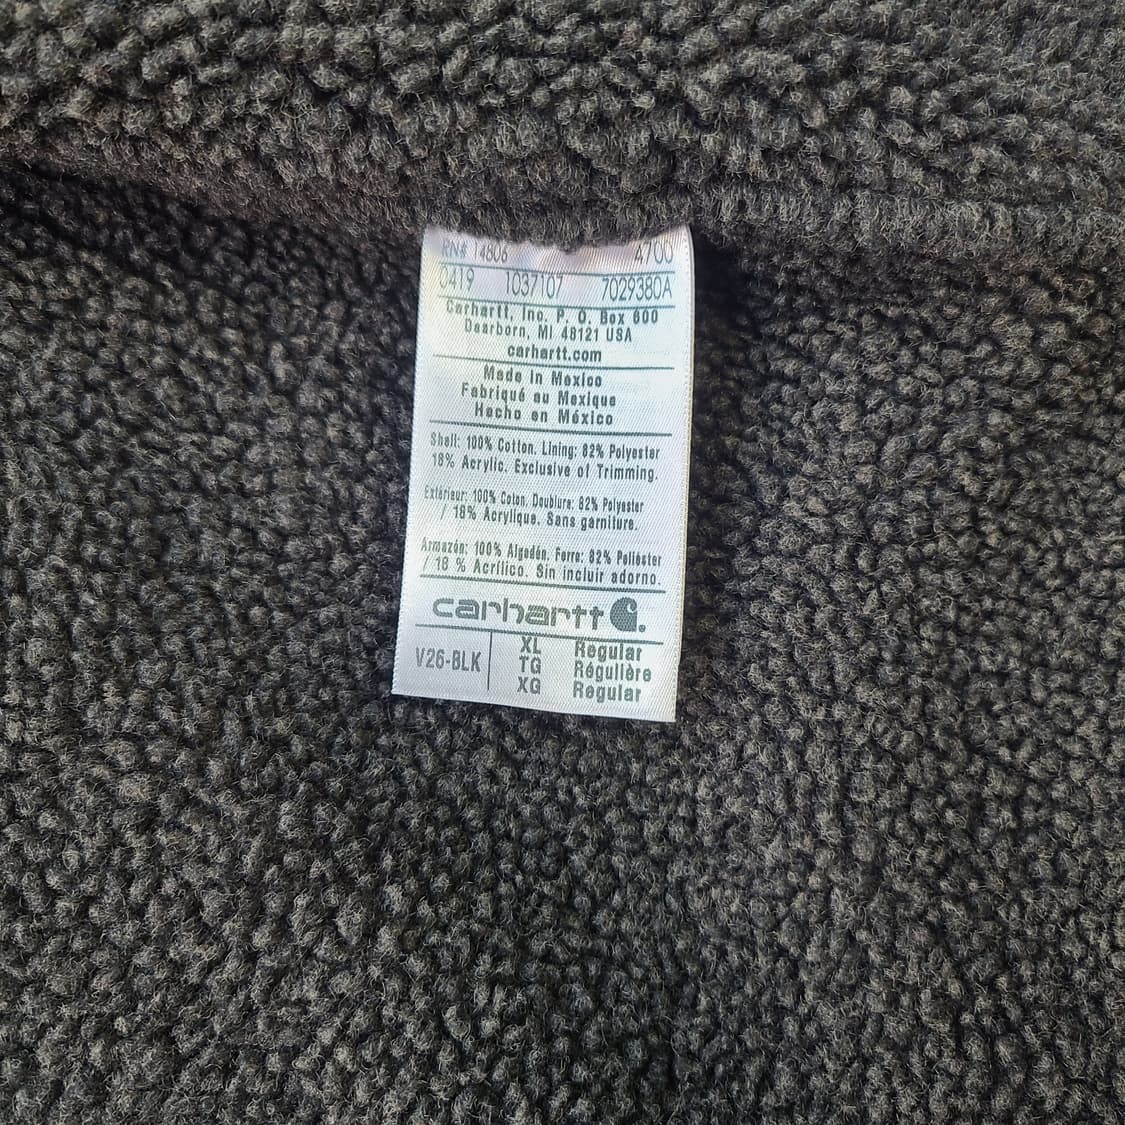 RN# 14806 4700
0419 1037107 7029380A
Carhartt, Inc. P. O. Box 600
Dearborn, MI 48121 USA
carhartt.com
Made in Mexico
Fabriqué au Mexique
Hecho en México
Shell: 100% Cotton. Lining: 82% Polyester
18% Acrylic. Exclusive of Trimming.
Extérieur: 100% Coton. Doublure: 82% Polyester
/ 18% Acrylique. Sans garniture.
Armazón: 100% Algodón. Forro: 82% Poliéster
/ 18 % Acrílico. Sin incluir adorno.
carhartt
V26-BLK XL Regular
TG Régulière
XG Regular